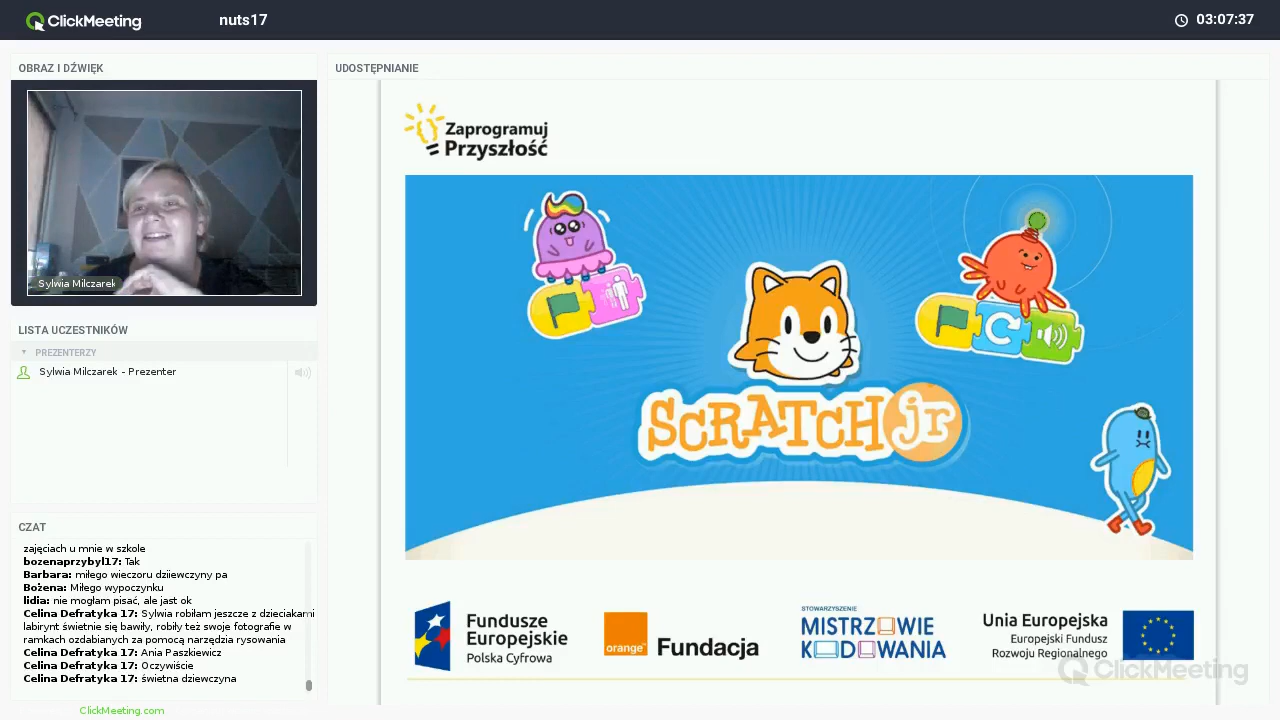 ClickMeeting
nuts17
03:07:37
OBRAZ I DŹWIĘK
Sylwia Milczarek
LISTA UCZESTNIKÓW
PREZENTERZY
Sylwia Milczarek - Prezenter
CZAT
zajęciach u mnie w szkole
bozenaprzybyl17: Tak
Barbara: miłego wieczoru dziiewczyny pa
Bożena: Miłego wypoczynku
lidia: nie mogłam pisać, ale jast ok
Celina Defratyka 17: Sylwia robiłam jeszcze z dzieciakami
labirynt świetnie się bawiły, robiły też swoje fotografie w
ramkach ozdabianych za pomocą narzędzia rysowania
Celina Defratyka 17: Ania Paszkiewicz
Celina Defratyka 17: Oczywiście
Celina Defratyka 17: świetna dziewczyna
ClickMeeting.com
UDOSTĘPNIANIE
Zaprogramuj
Przyszłość
SCRATCH jr
Fundusze
Europejskie
Polska Cyfrowa
orange
Fundacja
STOWARZYSZENIE
MISTRZOWIE
KODOWANIA
Unia Europejska
Europejski Fundusz
Rozwoju Regionalnego
ClickMeeting